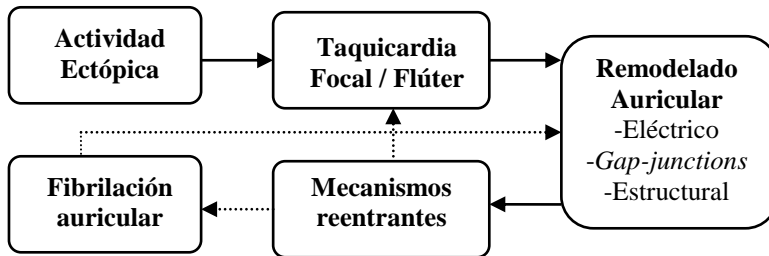 Actividad
Ectópica
Taquicardia
Focal / Flúter
Remodelado
Auricular
-Eléctrico
-Gap-junctions
-Estructural
Fibrilación
auricular
Mecanismos
reentrantes